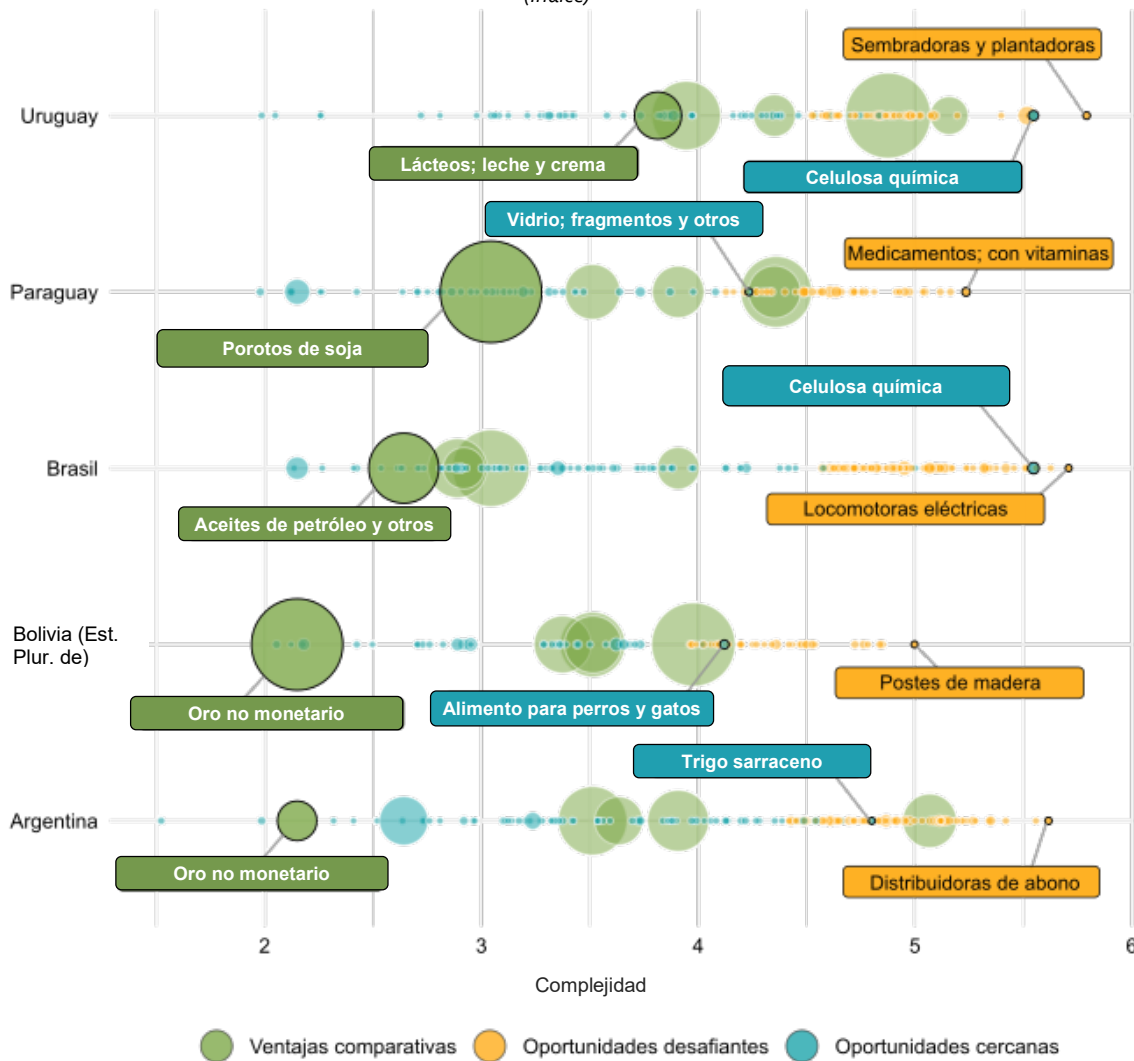 (índice)
Sembradoras y plantadoras
Uruguay
Lácteos; leche y crema
Celulosa química
Vidrio; fragmentos y otros
Medicamentos; con vitaminas
Paraguay
Porotos de soja
Celulosa química
Brasil
Aceites de petróleo y otros
Locomotoras eléctricas
Bolivia (Est.
Plur. de)
Postes de madera
Oro no monetario
Alimento para perros y gatos
Trigo sarraceno
Argentina
Oro no monetario
Distribuidoras de abono
2 3 4 5 6
Complejidad
Ventajas comparativas Oportunidades desafiantes Oportunidades cercanas